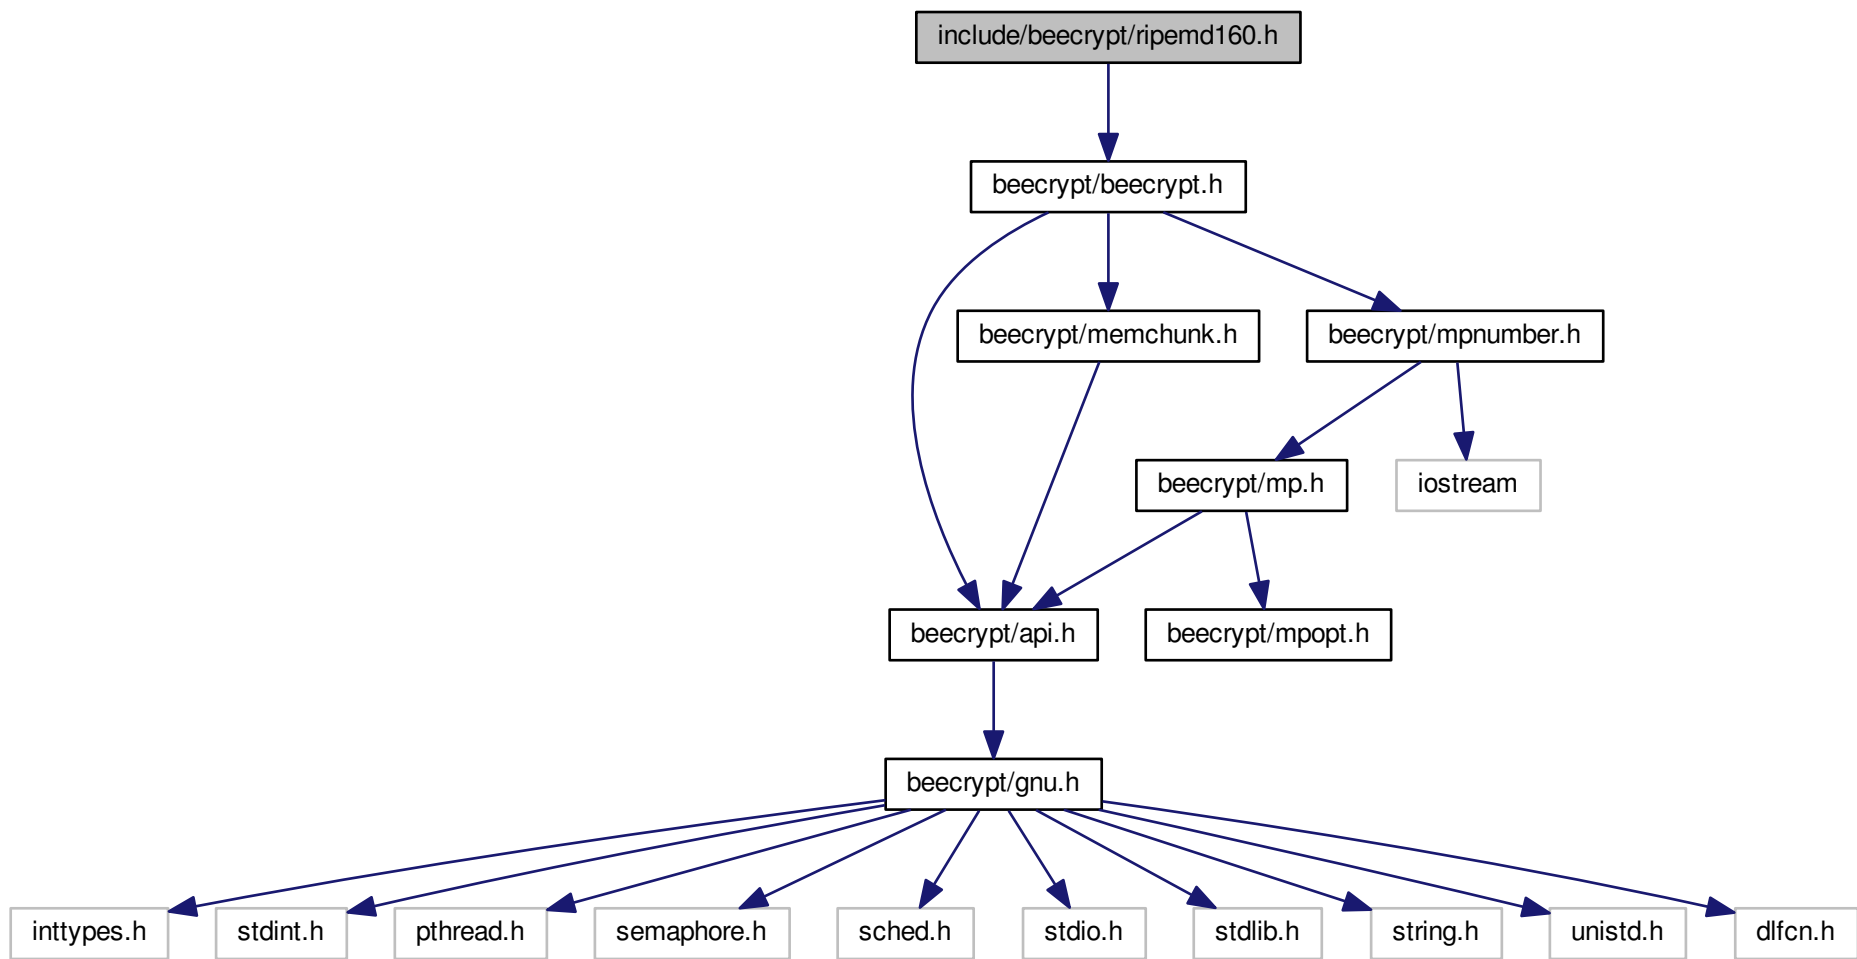 include/beecrypt/ripemd160.h
beecrypt/beecrypt.h
beecrypt/memchunk.h
beecrypt/mpnumber.h
beecrypt/mp.h
iostream
beecrypt/api.h
beecrypt/mpopt.h
beecrypt/gnu.h
inttypes.h
stdint.h
pthread.h
semaphore.h
sched.h
stdio.h
stdlib.h
string.h
unistd.h
dlfcn.h